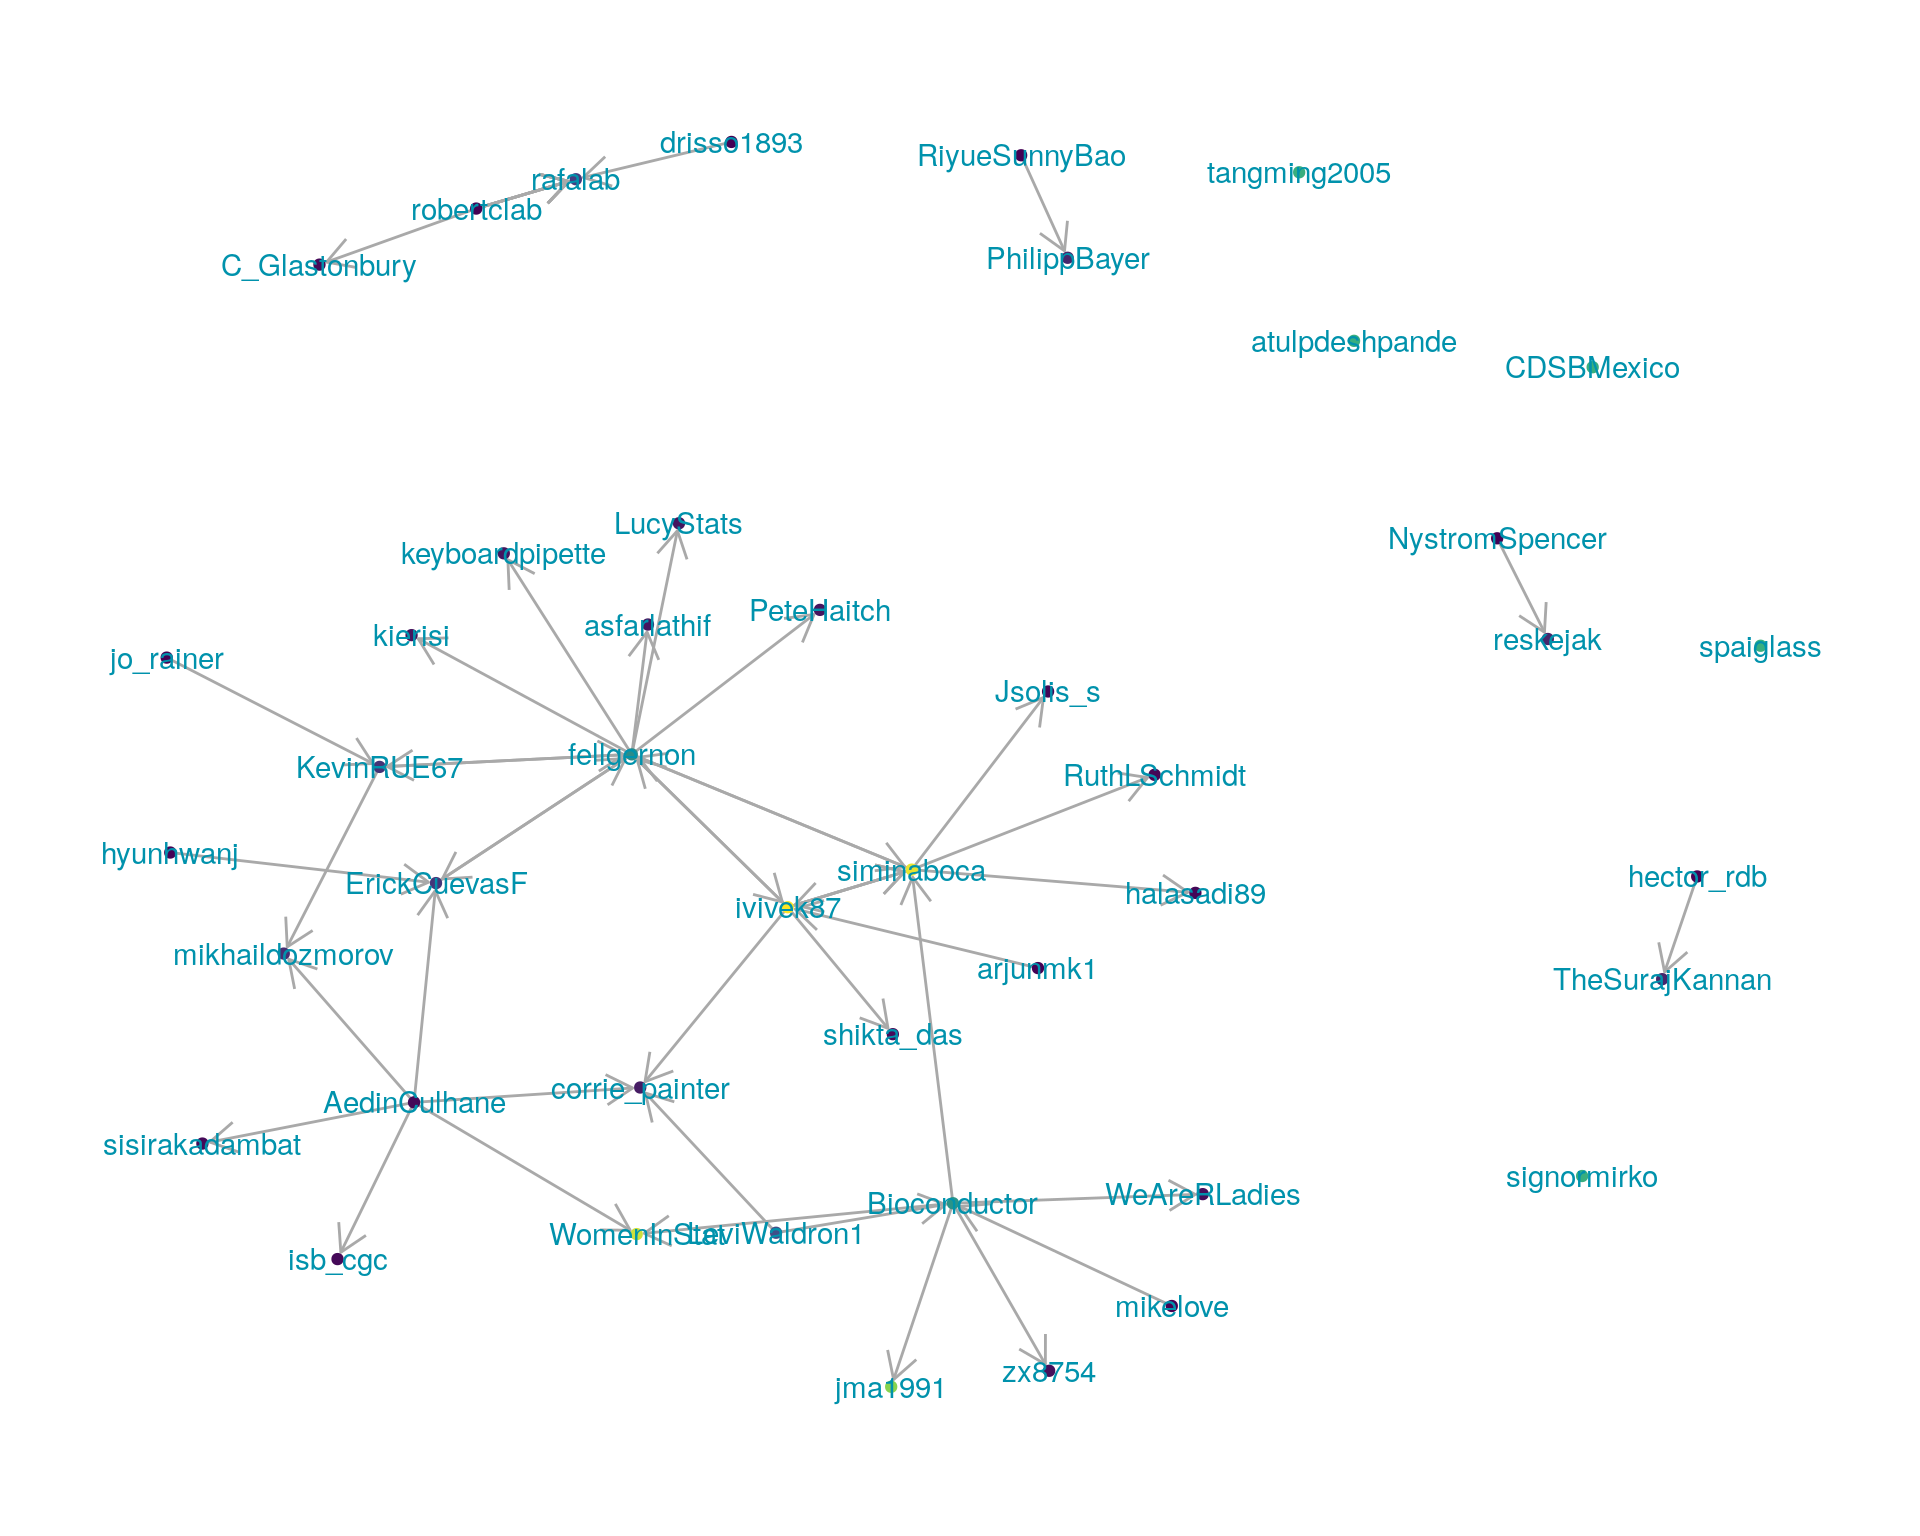 drisso1893
RiyueSunnyBao
tangming2005
rafalab
robertclab
PhilippBayer
C_Glastonbury
atulpdeshpande
CDSBMexico
LucyStats
NystromSpencer
keyboardpipette
PeteHaitch
asfarlathif
kierisi
reskejak
spaiglass
jo_rainer
Jsolis_s
fellgernon
KevinRUE67
RuthLSchmidt
hyunhwanj
siminaboca
hector_rdb
ErickCuevasF
halasadi89
ivivek87
mikhaildozmorov
arjunmk1
TheSurajKannan
shikta_das
corrie_painter
AedinCulhane
sisirakadambat
signormirko
WeAreRLadies
Bioconductor
WomenInStat
LeviWaldron1
isb_cgc
mikelove
zx8754
jma1991